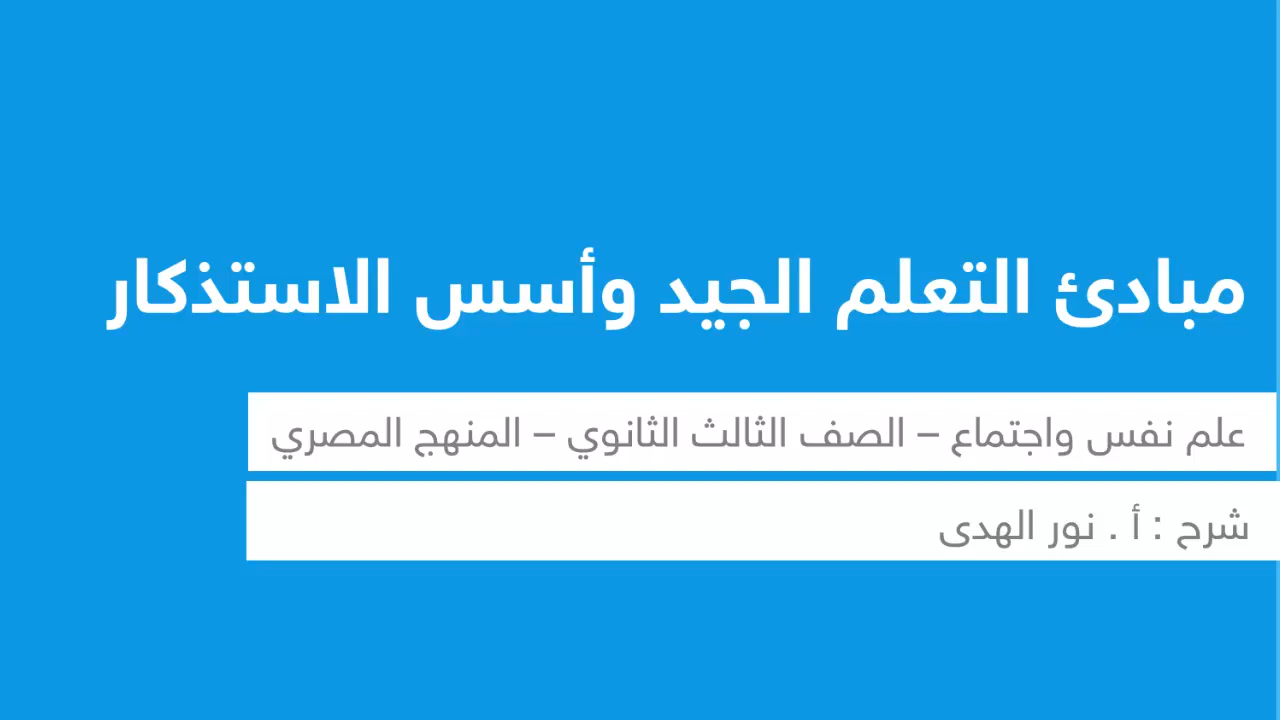 مبادئ التعلم الجيد وأسس الاستذكار
علم نفس واجتماع – الصف الثالث الثانوي – المنهج المصري
شرح : أ . نور الهدى